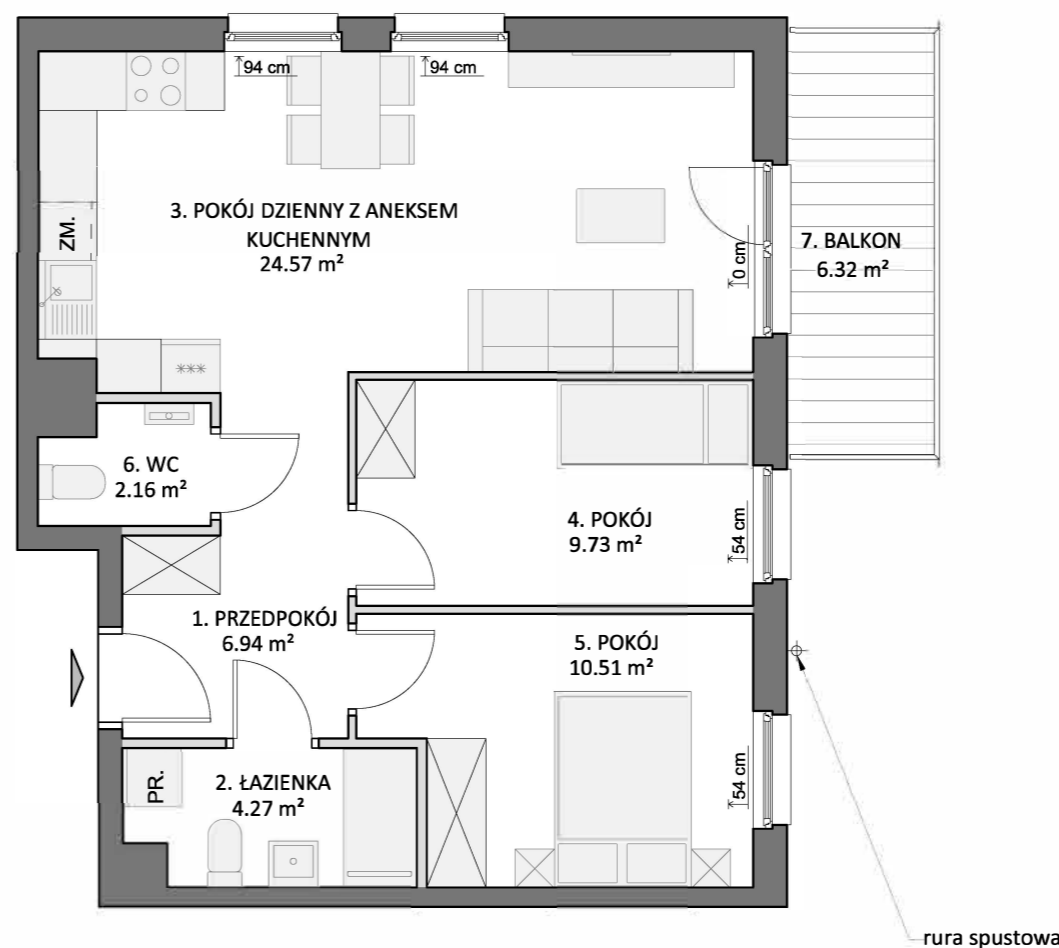 94 cm
94 cm
3. POKÓJ DZIENNY Z ANEKSEM
KUCHENNYM
24.57 m²
ZM.
0 cm
7. BALKON
6.32 m²
***
6. WC
2.16 m²
4. POKÓJ
9.73 m²
54 cm
1. PRZEDPOKÓJ
6.94 m²
5. POKÓJ
10.51 m²
PR.
2. ŁAZIENKA
4.27 m²
54 cm
rura spustowa